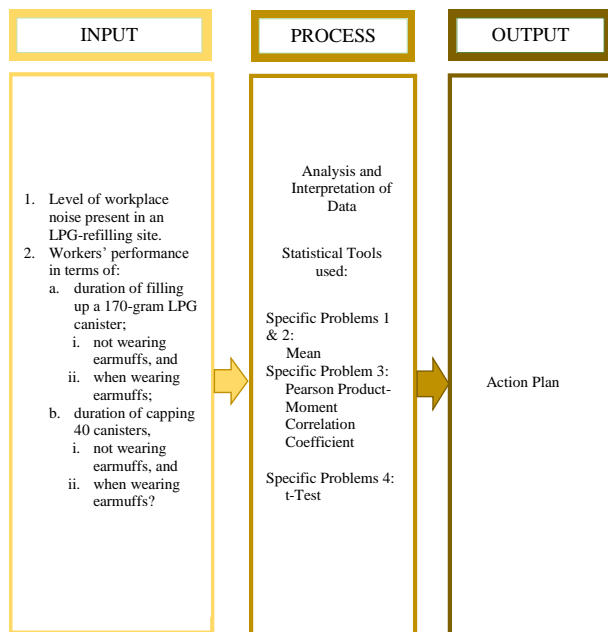 INPUT
PROCESS
OUTPUT
1. Level of workplace
noise present in an
LPG-refilling site.
2. Workers’ performance
in terms of:
a. duration of filling
up a 170-gram LPG
canister;
i. not wearing
earmuffs, and
ii. when wearing
earmuffs;
b. duration of capping
40 canisters,
i. not wearing
earmuffs, and
ii. when wearing
earmuffs?
Analysis and
Interpretation of
Data
Statistical Tools
used:
Specific Problems 1
& 2:
Mean
Specific Problem 3:
Pearson Product-
Moment
Correlation
Coefficient
Specific Problems 4:
t-Test
Action Plan